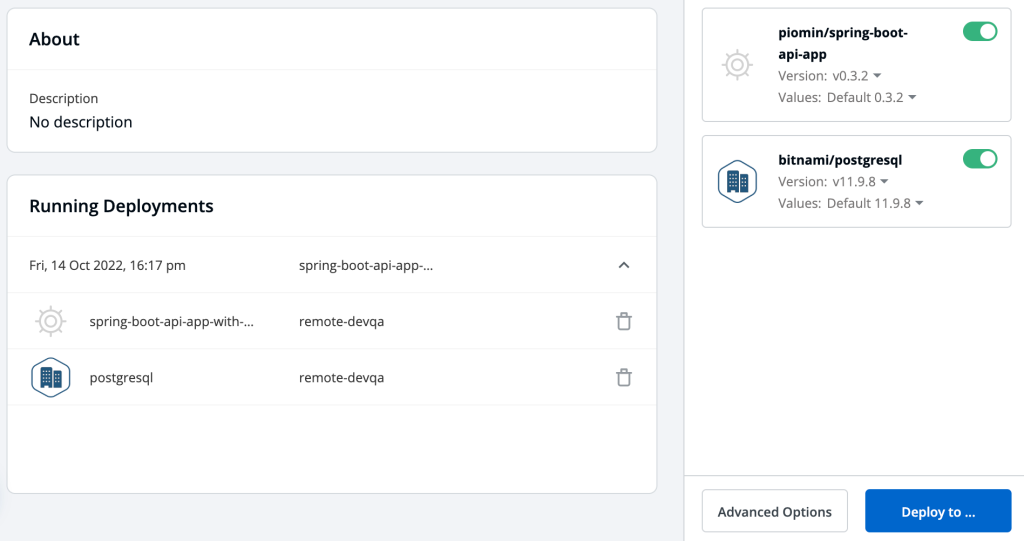 About
Description
No description
Running Deployments
Fri, 14 Oct 2022, 16:17 pm spring-boot-api-app-...
spring-boot-api-app-with-... remote-devqa
postgresql remote-devqa
piomin/spring-boot-
api-app
Version: v0.3.2
Values: Default 0.3.2
bitnami/postgresql
Version: v11.9.8
Values: Default 11.9.8
Advanced Options Deploy to ...